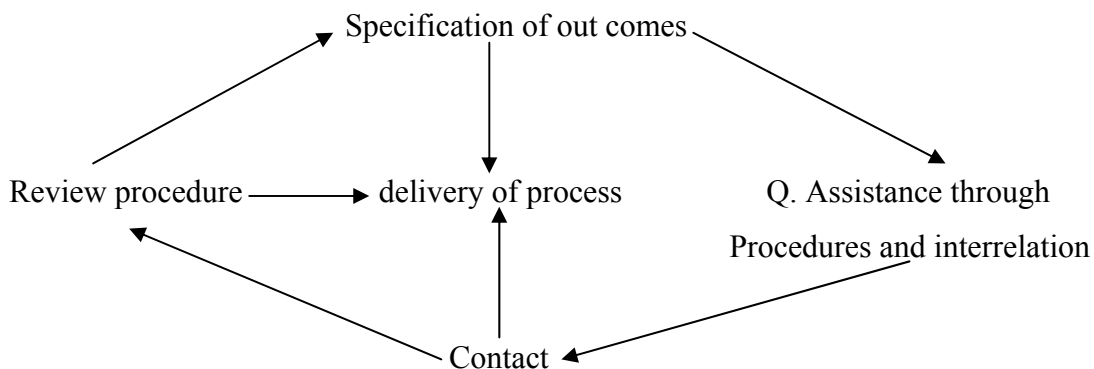 Specification of out comes
Review procedure
delivery of process
Q. Assistance through
Procedures and interrelation
Contact